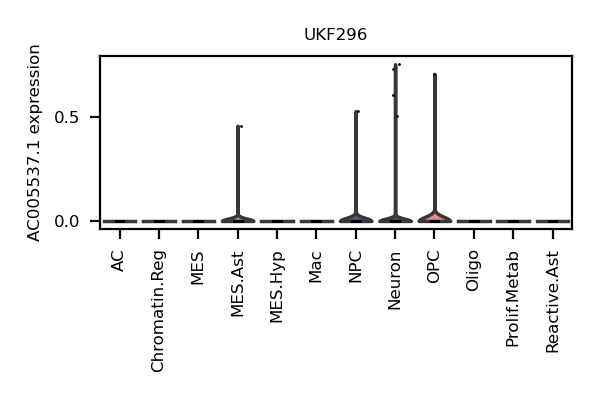 UKF296
AC005537.1 expression
0.5
0.0
AC
Chromatin.Reg
MES
MES.Ast
MES.Hyp
Mac
NPC
Neuron
OPC
Oligo
Prolif.Metab
Reactive.Ast